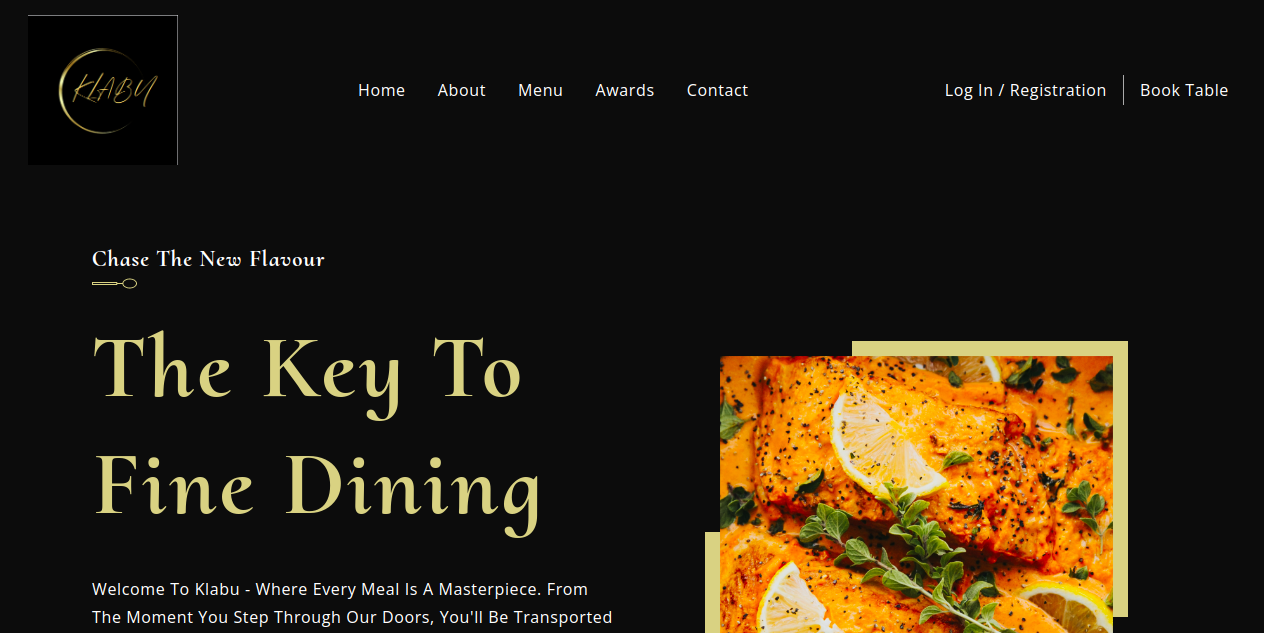 KLABU
Home About Menu Awards Contact Log In / Registration Book Table
Chase The New Flavour
The Key To
Fine Dining
Welcome To Klabu - Where Every Meal Is A Masterpiece. From
The Moment You Step Through Our Doors, You'll Be Transported